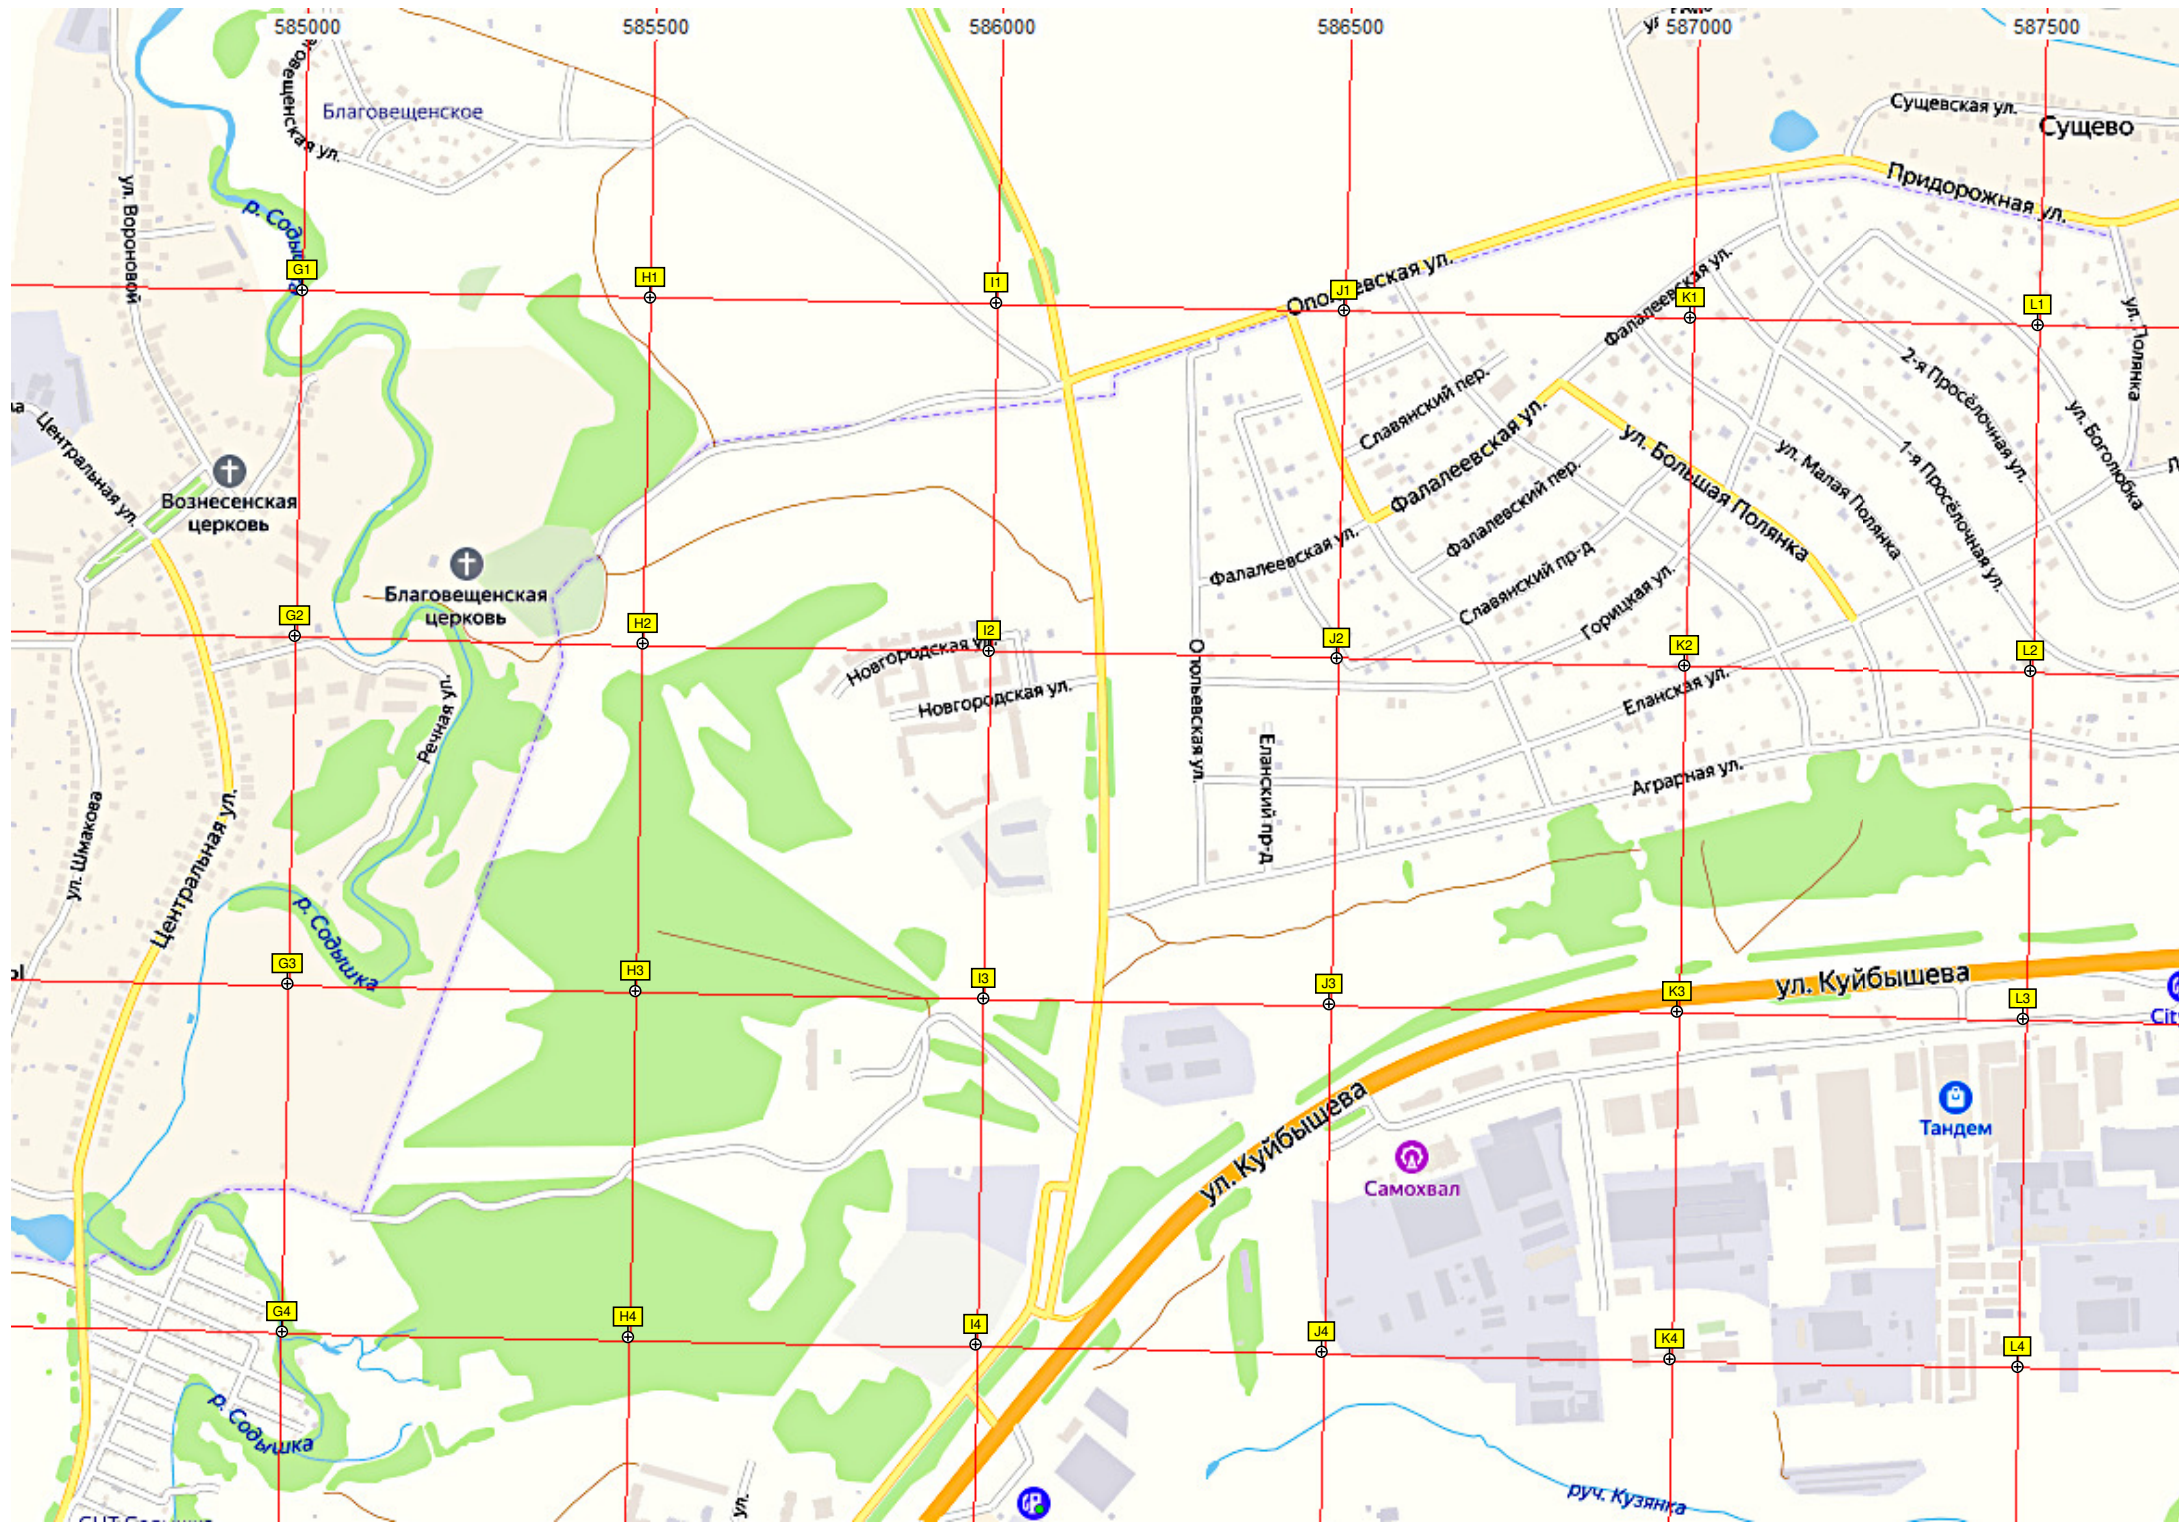 585000
585500
586000
586500
587000
587500
Благовещенская ул.
Благовещенское
ул. Вороновой
р. Содышка
Сущевская ул.
Сущево
Придорожная ул.
Опольевская ул.
Фалалеевская ул.
G1
H1
I1
J1
K1
L1
ул. Полянка
2-я Просёлочная ул.
ул. Боголюбка
Славянский пер.
Фалалеевская ул.
ул. Большая Полянка
ул. Малая Полянка
1-я Просёлочная ул.
Центральная ул.
Вознесенская
церковь
Фалалевский пер.
Фалалеевская ул.
Славянский пр-д
Горицкая ул.
Благовещенская
церковь
G2
H2
I2
J2
K2
L2
Новгородская ул.
Новгородская ул.
Опольевская ул.
Еланская ул.
Речная ул.
Еланский пр-д
Аграрная ул.
ул. Шмакова
Центральная ул.
р. Содышка
G3
H3
I3
J3
K3
L3
ул. Куйбышева
Cit
ул. Куйбышева
Тандем
Самохвал
G4
H4
I4
J4
K4
L4
р. Содышка
руч. Кузянка
ул.